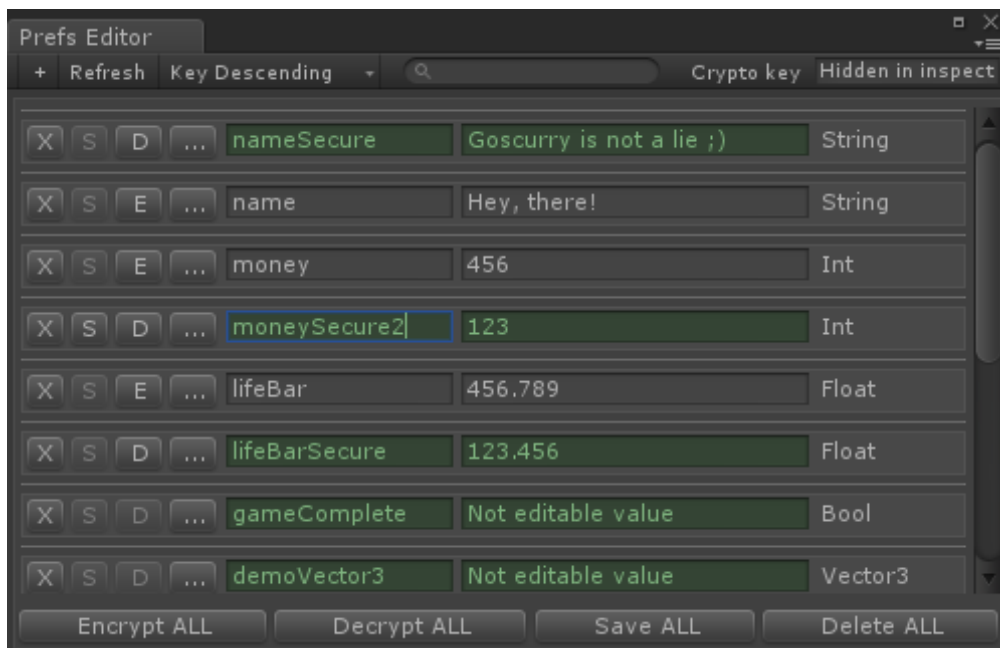 Prefs Editor
+ Refresh Key Descending Crypto key Hidden in inspect
X S D ... nameSecure Goscurry is not a lie ;) String
X S E ... name Hey, there! String
X S E ... money 456 Int
X S D ... moneySecure2 123 Int
X S E ... lifeBar 456.789 Float
X S D ... lifeBarSecure 123.456 Float
X S D ... gameComplete Not editable value Bool
X S D ... demoVector3 Not editable value Vector3
Encrypt ALL Decrypt ALL Save ALL Delete ALL